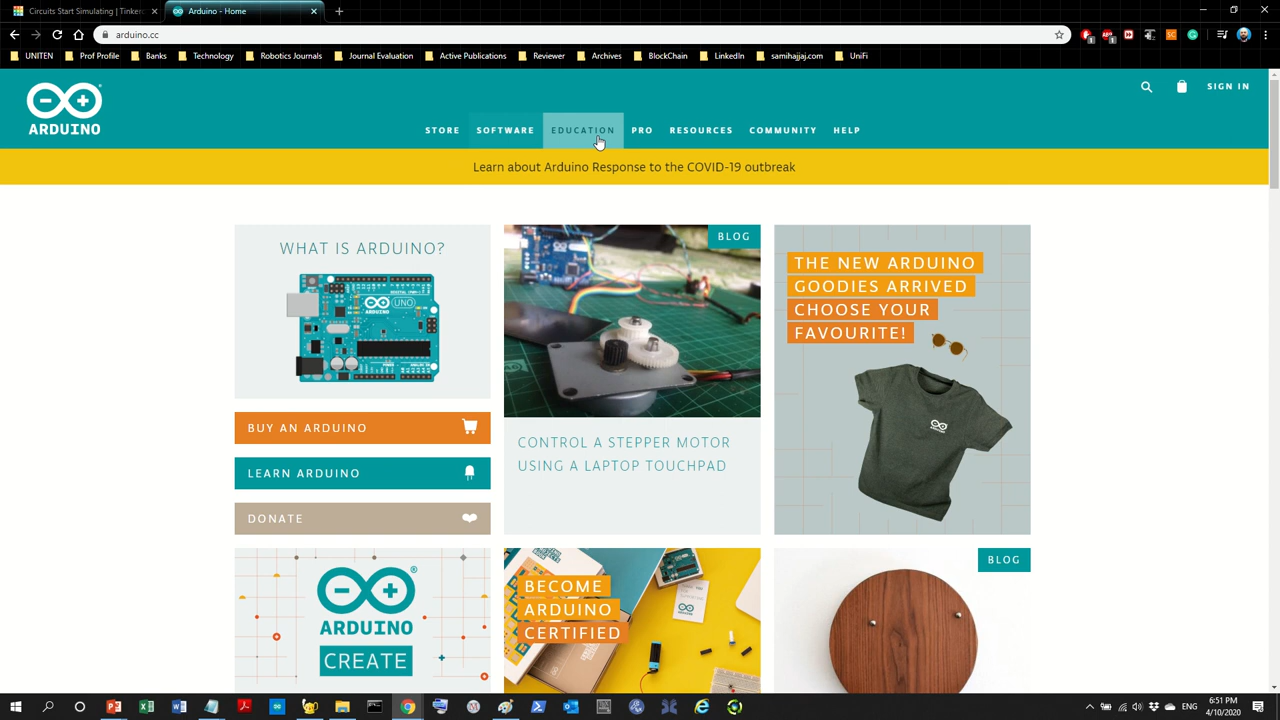 Circuits Start Simulating | Tinker
Arduino - Home
arduino.cc
UNITEN
Prof Profile
Banks
Technology
Robotics Journals
Journal Evaluation
Active Publications
Reviewer
Archives
BlockChain
LinkedIn
samihajjaj.com
UniFi
ARDUINO
SIGN IN
STORE
SOFTWARE
EDUCATION
PRO
RESOURCES
COMMUNITY
HELP
Learn about Arduino Response to the COVID-19 outbreak
WHAT IS ARDUINO?
UNO
ARDUINO
BUY AN ARDUINO
LEARN ARDUINO
DONATE
BLOG
CONTROL A STEPPER MOTOR
USING A LAPTOP TOUCHPAD
THE NEW ARDUINO
GOODIES ARRIVED
CHOOSE YOUR
FAVOURITE!
ARDUINO
CREATE
BECOME
ARDUINO
CERTIFIED
BLOG
ENG
6:51 PM
4/10/2020